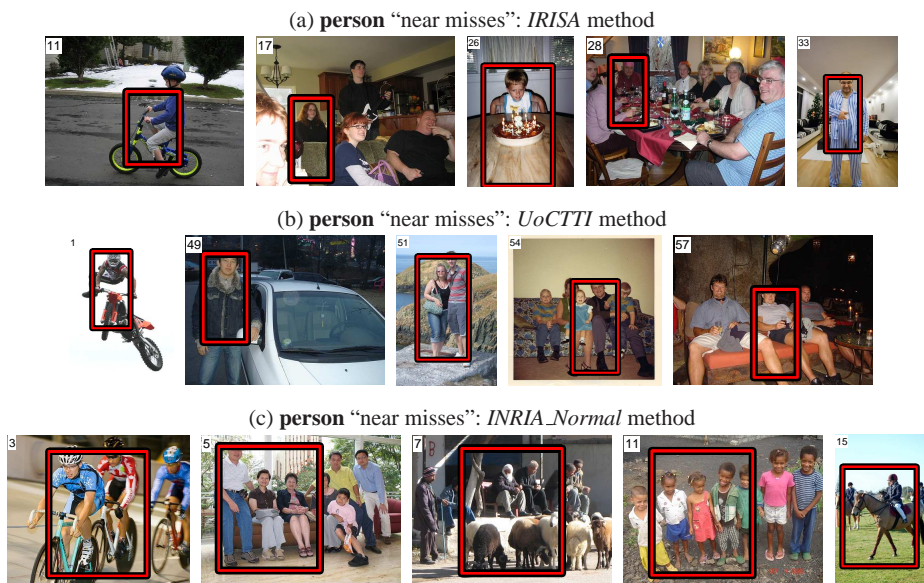 (a) person “near misses”: IRISA method
11 17 26 28 33
(b) person “near misses”: UoCTTI method
1 49 51 54 57
(c) person “near misses”: INRIA_Normal method
3 5 7 11 15